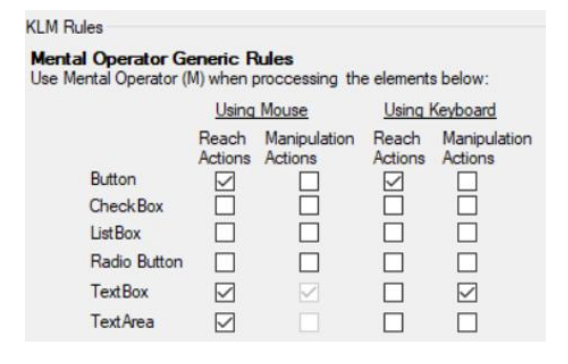 KLM Rules
Mental Operator Generic Rules
Use Mental Operator (M) when proccessing the elements below:
Using Mouse Using Keyboard
Reach Manipulation Reach Manipulation
Actions Actions Actions Actions
Button
CheckBox
ListBox
Radio Button
TextBox
TextArea